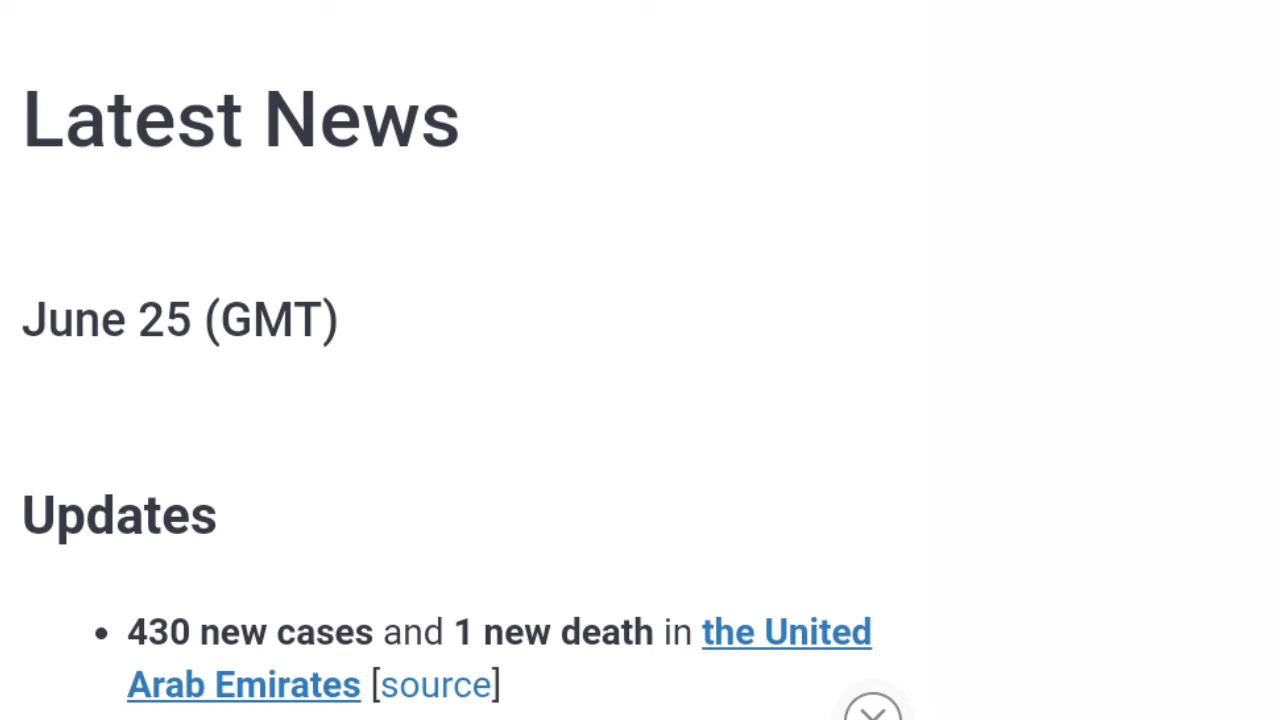 Latest News
June 25 (GMT)
Updates
• 430 new cases and 1 new death in the United
Arab Emirates [source]